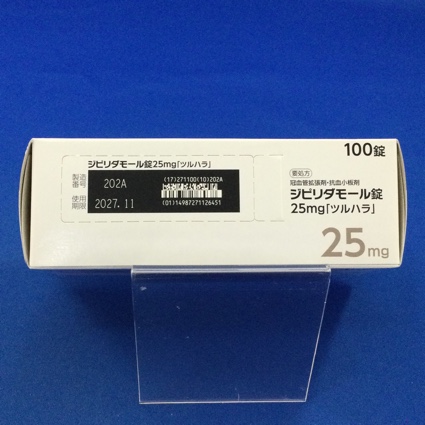 ジピリダモール錠25mg「ツルハラ」
製造番号 202A
(17)271100(10)202A
使用期限 2027.11
(01)14987271126451
100錠
要処方
冠血管拡張剤・抗血小板剤
ジピリダモール錠
25mg「ツルハラ」
25mg